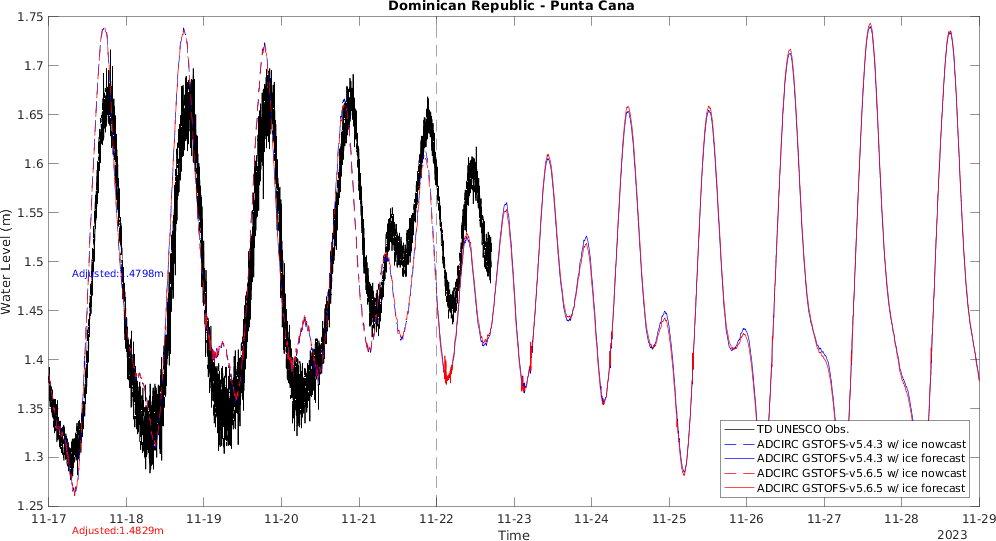 Dominican Republic - Punta Cana
1.75
1.7
1.65
1.6
1.55
1.5
1.45
1.4
1.35
1.3
1.25
Water Level (m)
Adjusted:1.4798m
TD UNESCO Obs.
ADCIRC GSTOFS-v5.4.3 w/ ice nowcast
ADCIRC GSTOFS-v5.4.3 w/ ice forecast
ADCIRC GSTOFS-v5.6.5 w/ ice nowcast
ADCIRC GSTOFS-v5.6.5 w/ ice forecast
11-17 11-18 11-19 11-20 11-21 11-22 11-23 11-24 11-25 11-26 11-27 11-28 11-29
Adjusted:1.4829m
Time
2023